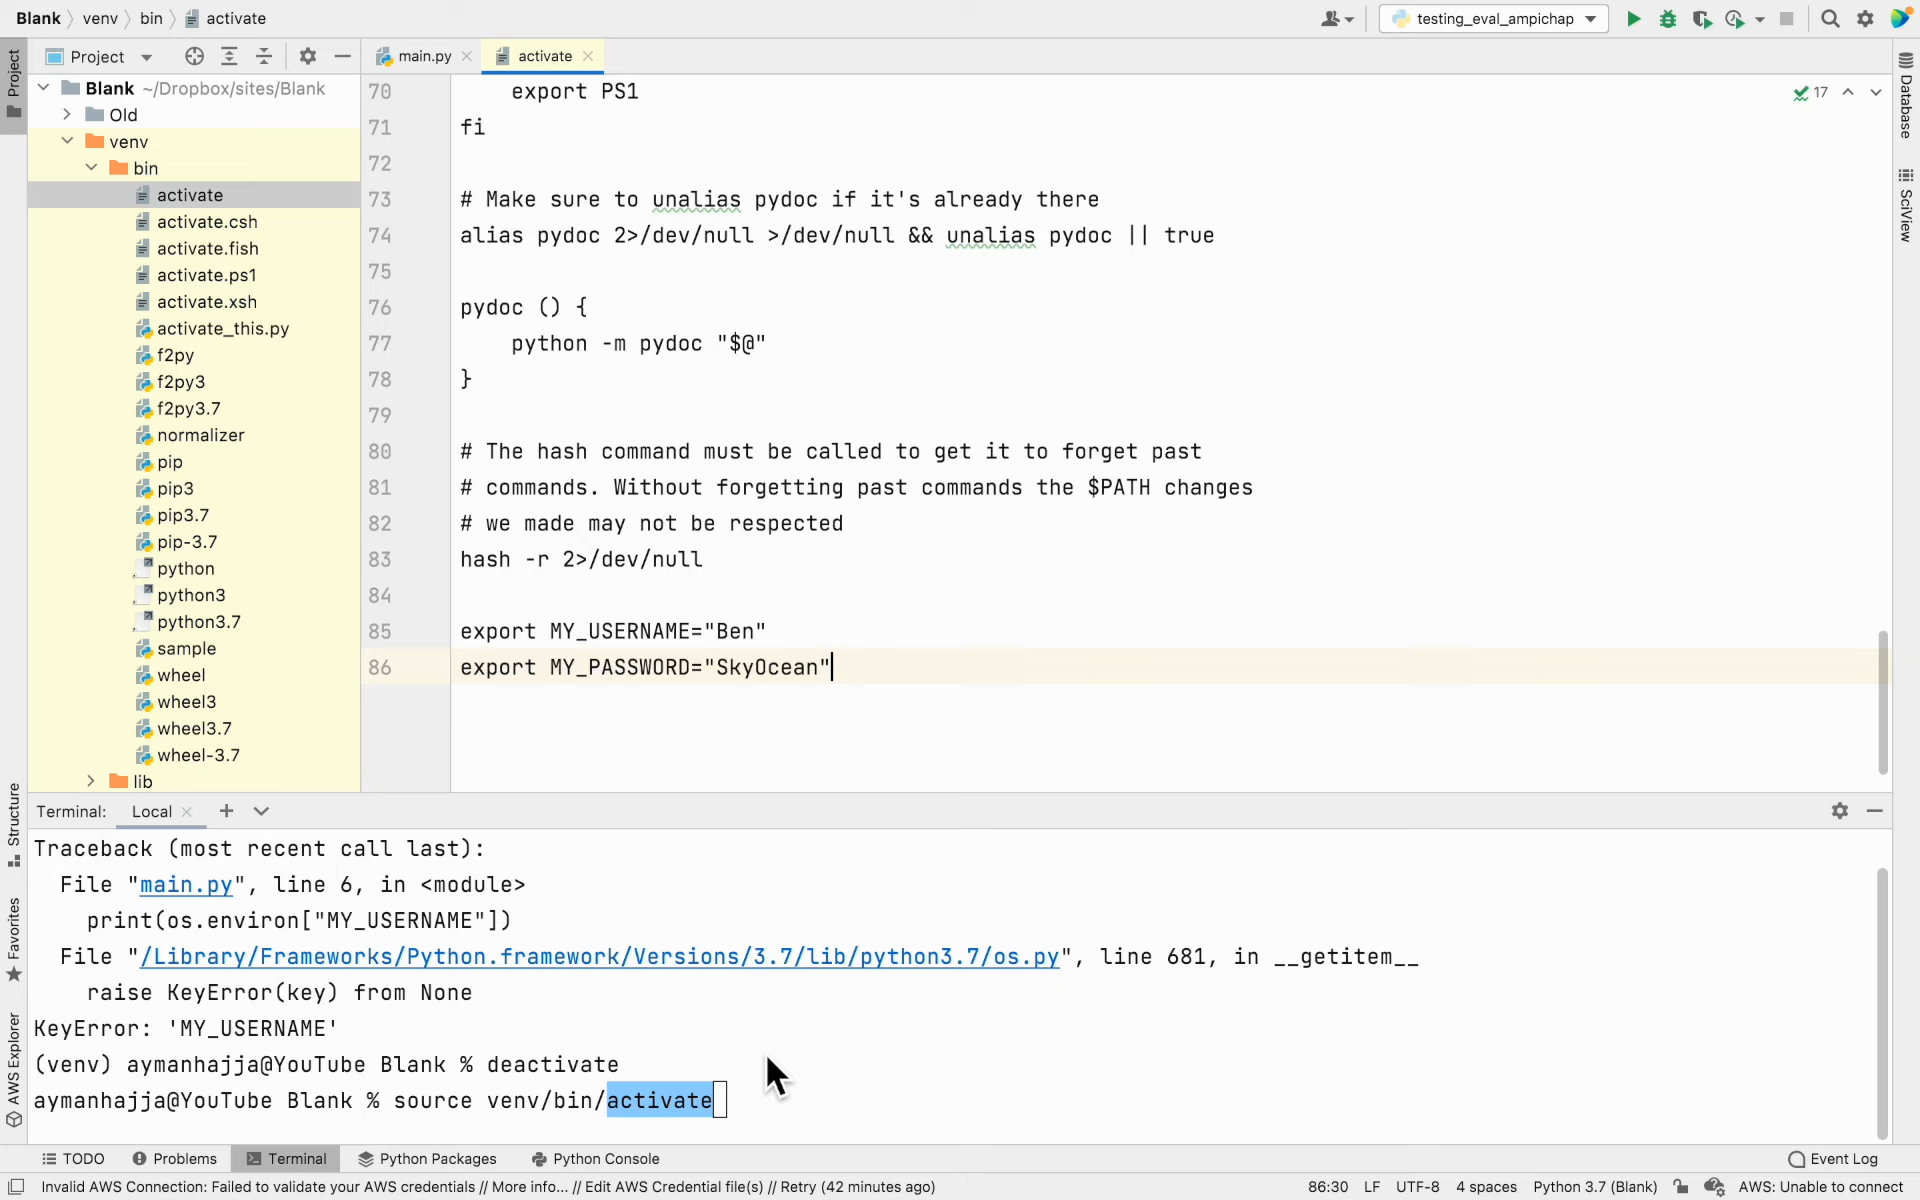 Blank venv bin activate
testing_eval_ampichap
Project
main.py
activate
Blank ~/Dropbox/sites/Blank
Old
venv
bin
activate
activate.csh
activate.fish
activate.ps1
activate.xsh
activate_this.py
f2py
f2py3
f2py3.7
normalizer
pip
pip3
pip3.7
pip-3.7
python
python3
python3.7
sample
wheel
wheel3
wheel3.7
wheel-3.7
lib
17
70 export PS1
71 fi
72
73 # Make sure to unalias pydoc if it's already there
74 alias pydoc 2>/dev/null >/dev/null && unalias pydoc || true
75
76 pydoc () {
77 python -m pydoc "$@"
78 }
79
80 # The hash command must be called to get it to forget past
81 # commands. Without forgetting past commands the $PATH changes
82 # we made may not be respected
83 hash -r 2>/dev/null
84
85 export MY_USERNAME="Ben"
86 export MY_PASSWORD="SkyOcean"
Project
Structure
Favorites
AWS Explorer
Database
SciView
Terminal: Local
Traceback (most recent call last):
File "main.py", line 6, in <module>
print(os.environ["MY_USERNAME"])
File "/Library/Frameworks/Python.framework/Versions/3.7/lib/python3.7/os.py", line 681, in __getitem__
raise KeyError(key) from None
KeyError: 'MY_USERNAME'
(venv) aymanhajja@YouTube Blank % deactivate
aymanhajja@YouTube Blank % source venv/bin/activate
TODO Problems Terminal Python Packages Python Console Event Log
Invalid AWS Connection: Failed to validate your AWS credentials // More info... // Edit AWS Credential file(s) // Retry (42 minutes ago) 86:30 LF UTF-8 4 spaces Python 3.7 (Blank) AWS: Unable to connect